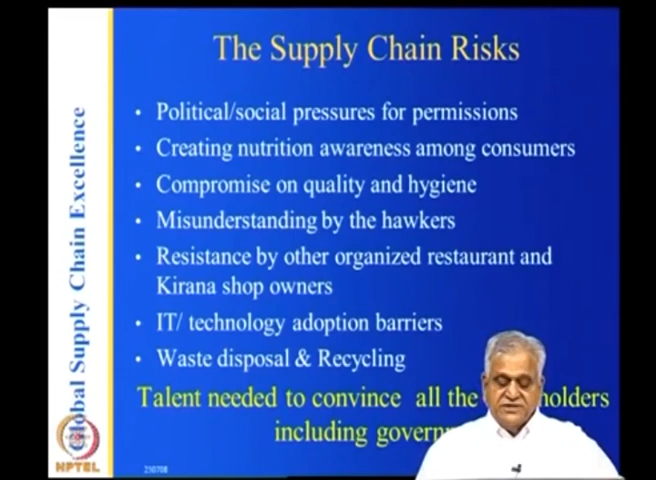 The Supply Chain Risks
Global Supply Chain Excellence
• Political/social pressures for permissions
• Creating nutrition awareness among consumers
• Compromise on quality and hygiene
• Misunderstanding by the hawkers
• Resistance by other organized restaurant and
Kirana shop owners
• IT/ technology adoption barriers
• Waste disposal & Recycling
Talent needed to convince all the holders
including
NPTEL
250708